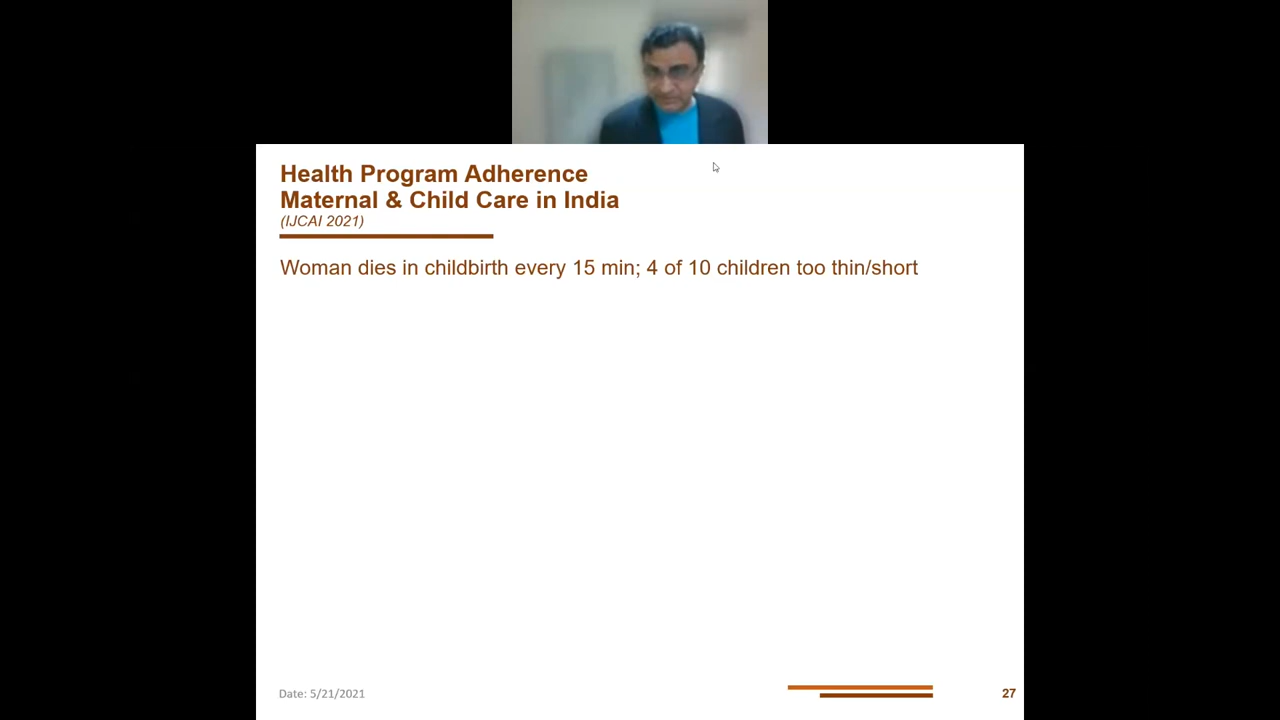 Health Program Adherence
Maternal & Child Care in India
(IJCAI 2021)
Woman dies in childbirth every 15 min; 4 of 10 children too thin/short
Date: 5/21/2021
27